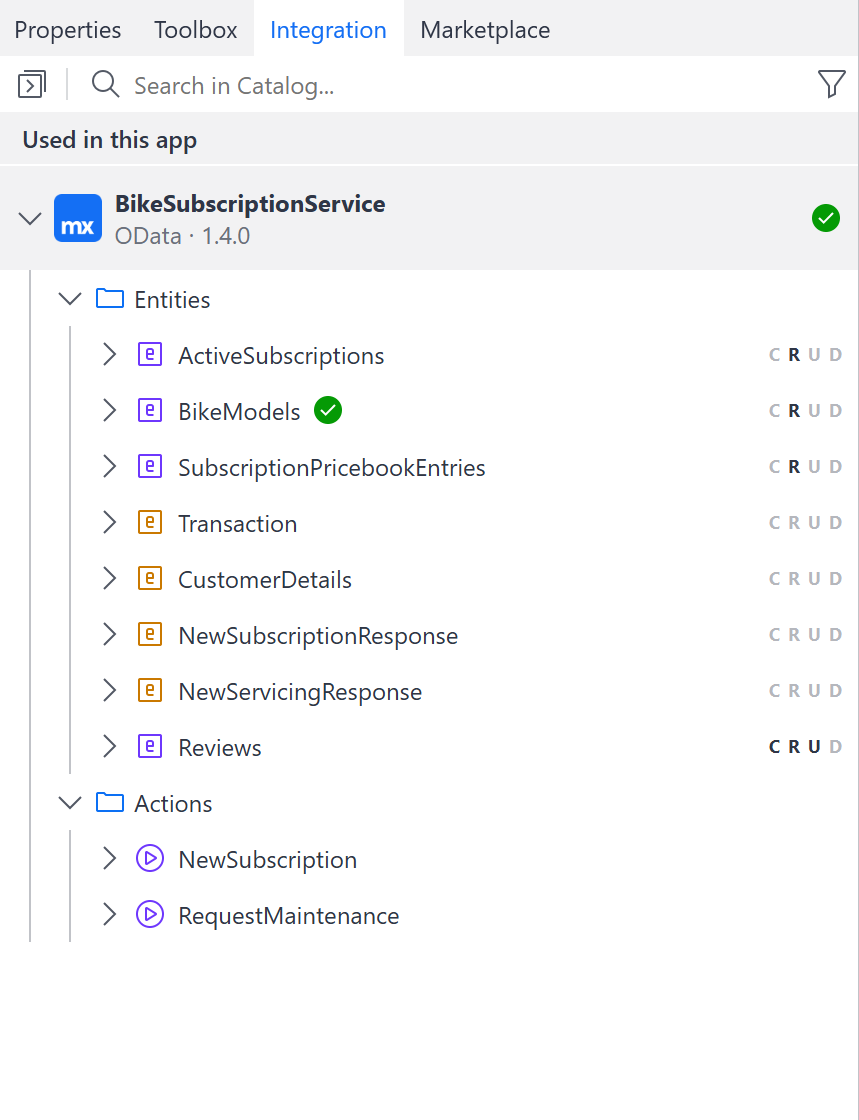 Properties Toolbox Integration Marketplace
Search in Catalog...
Used in this app
mx
BikeSubscriptionService
OData · 1.4.0
Entities
e ActiveSubscriptions C R U D
e BikeModels C R U D
e SubscriptionPricebookEntries C R U D
e Transaction C R U D
e CustomerDetails C R U D
e NewSubscriptionResponse C R U D
e NewServicingResponse C R U D
e Reviews C R U D
Actions
NewSubscription
RequestMaintenance